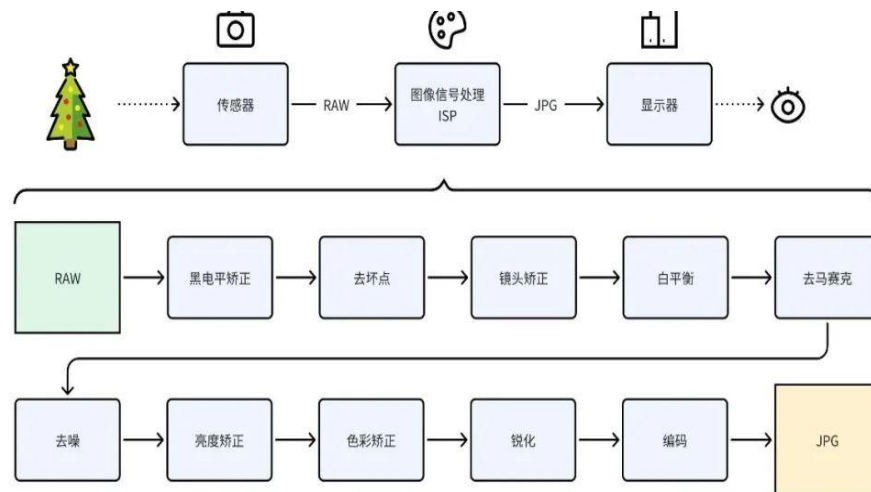 传感器
RAW
图像信号处理
ISP
JPG
显示器
RAW
黑电平矫正
去坏点
镜头矫正
白平衡
去马赛克
去噪
亮度矫正
色彩矫正
锐化
编码
JPG